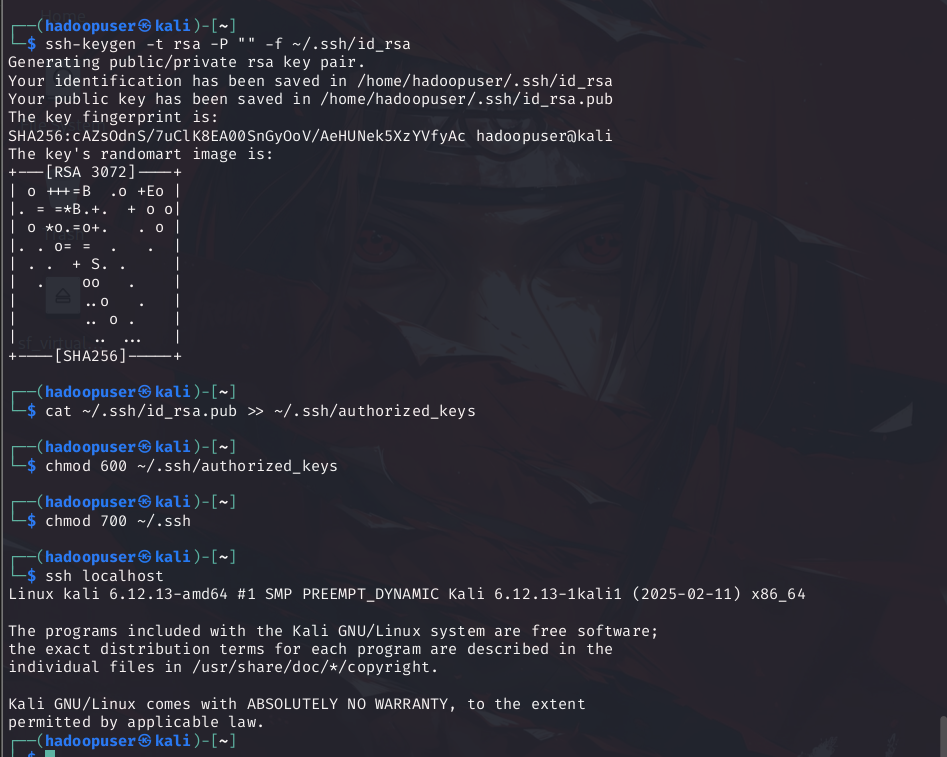 ┌──(hadoopuser㉿kali)-[~]
└─$ ssh-keygen -t rsa -P "" -f ~/.ssh/id_rsa
Generating public/private rsa key pair.
Your identification has been saved in /home/hadoopuser/.ssh/id_rsa
Your public key has been saved in /home/hadoopuser/.ssh/id_rsa.pub
The key fingerprint is:
SHA256:cAZsOdnS/7uClK8EA00SnGyOoV/AeHUNek5XzYVfyAc hadoopuser@kali
The key's randomart image is:
+---[RSA 3072]----+
| o +++=B  .o +Eo |
|. = =*B.+.  + o o|
| o *o.=o+.   . o |
|. . o= =  .   .  |
| . .  + S. .     |
|  .    oo   .    |
|       ..o   .   |
|       .. o .    |
|        ..  ...  |
+----[SHA256]-----+
┌──(hadoopuser㉿kali)-[~]
└─$ cat ~/.ssh/id_rsa.pub >> ~/.ssh/authorized_keys
┌──(hadoopuser㉿kali)-[~]
└─$ chmod 600 ~/.ssh/authorized_keys
┌──(hadoopuser㉿kali)-[~]
└─$ chmod 700 ~/.ssh
┌──(hadoopuser㉿kali)-[~]
└─$ ssh localhost
Linux kali 6.12.13-amd64 #1 SMP PREEMPT_DYNAMIC Kali 6.12.13-1kali1 (2025-02-11) x86_64
The programs included with the Kali GNU/Linux system are free software;
the exact distribution terms for each program are described in the
individual files in /usr/share/doc/*/copyright.
Kali GNU/Linux comes with ABSOLUTELY NO WARRANTY, to the extent
permitted by applicable law.
┌──(hadoopuser㉿kali)-[~]
└─$
Home
sf_virtual